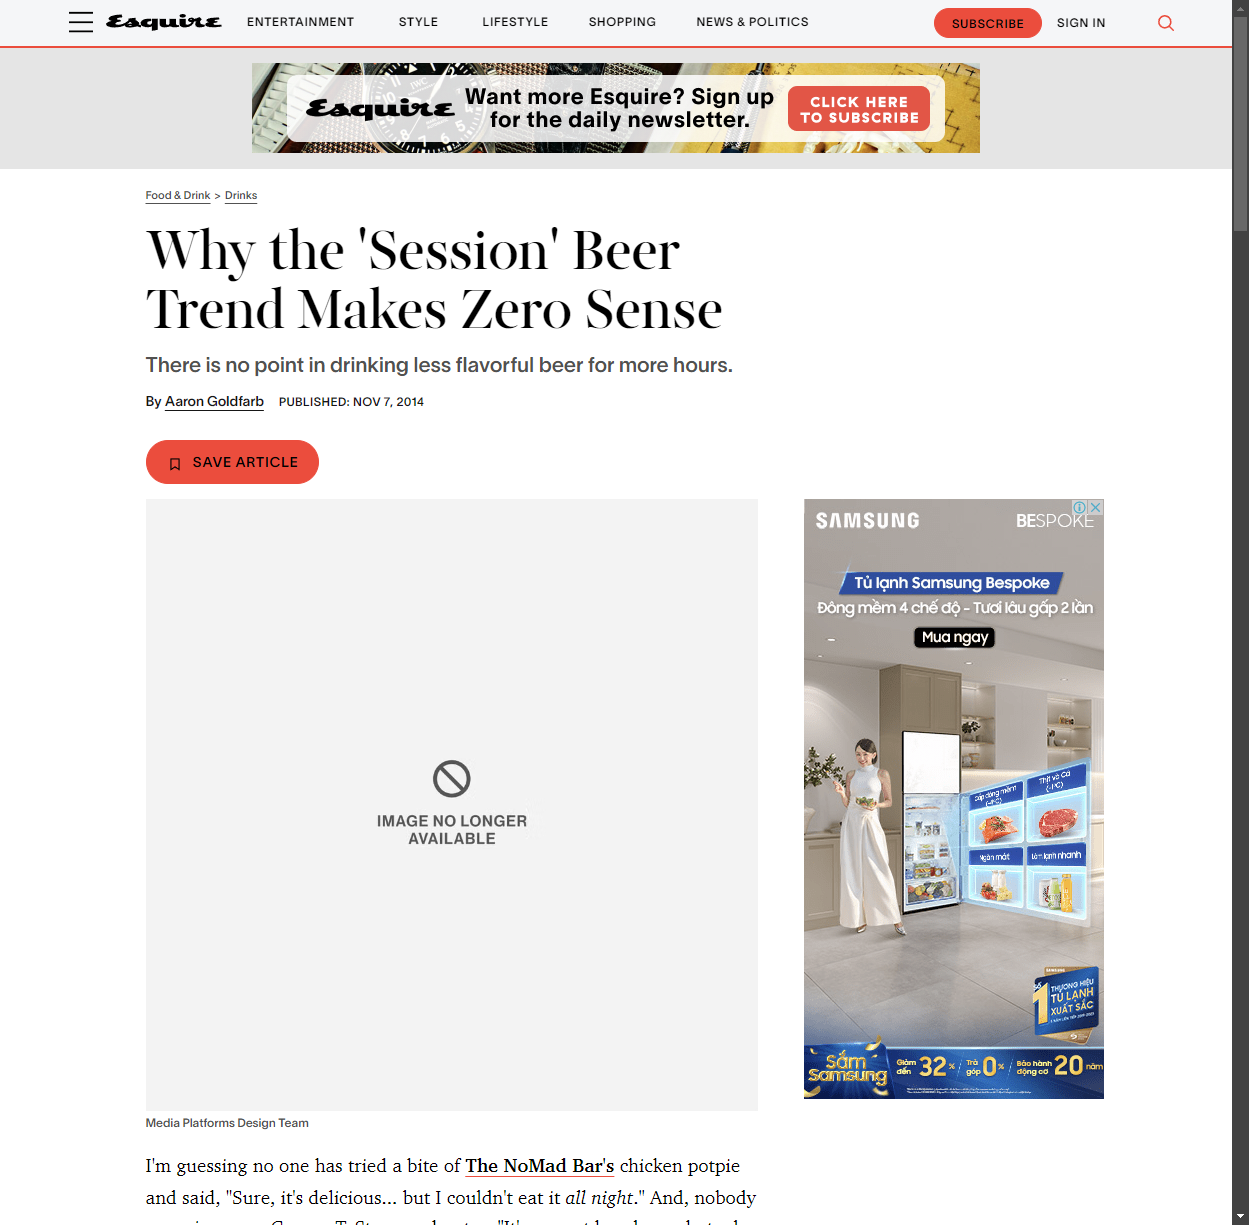 Esquire
ENTERTAINMENT
STYLE
LIFESTYLE
SHOPPING
NEWS & POLITICS
SUBSCRIBE
SIGN IN
Esquire
Want more Esquire? Sign up
for the daily newsletter.
CLICK HERE
TO SUBSCRIBE
Food & Drink > Drinks
Why the 'Session' Beer
Trend Makes Zero Sense
There is no point in drinking less flavorful beer for more hours.
By Aaron Goldfarb
PUBLISHED: NOV 7, 2014
SAVE ARTICLE
IMAGE NO LONGER
AVAILABLE
Media Platforms Design Team
SAMSUNG
BESPOKE
Tủ lạnh Samsung Bespoke
Đông mềm 4 chế độ - Tươi lâu gấp 2 lần
Mua ngay
Cấp đông mềm
(-1°C)
Thịt và Cá
(-1°C)
Ngăn mát
Làm lạnh nhanh
SAMSUNG
Số 1
THƯƠNG HIỆU
TỦ LẠNH
XUẤT SẮC
Sắm
Samsung
Giảm đến 32%
Trả góp 0%
Bảo hành động cơ 20 năm
I'm guessing no one has tried a bite of The NoMad Bar's chicken potpie
and said, "Sure, it's delicious... but I couldn't eat it all night." And, nobody